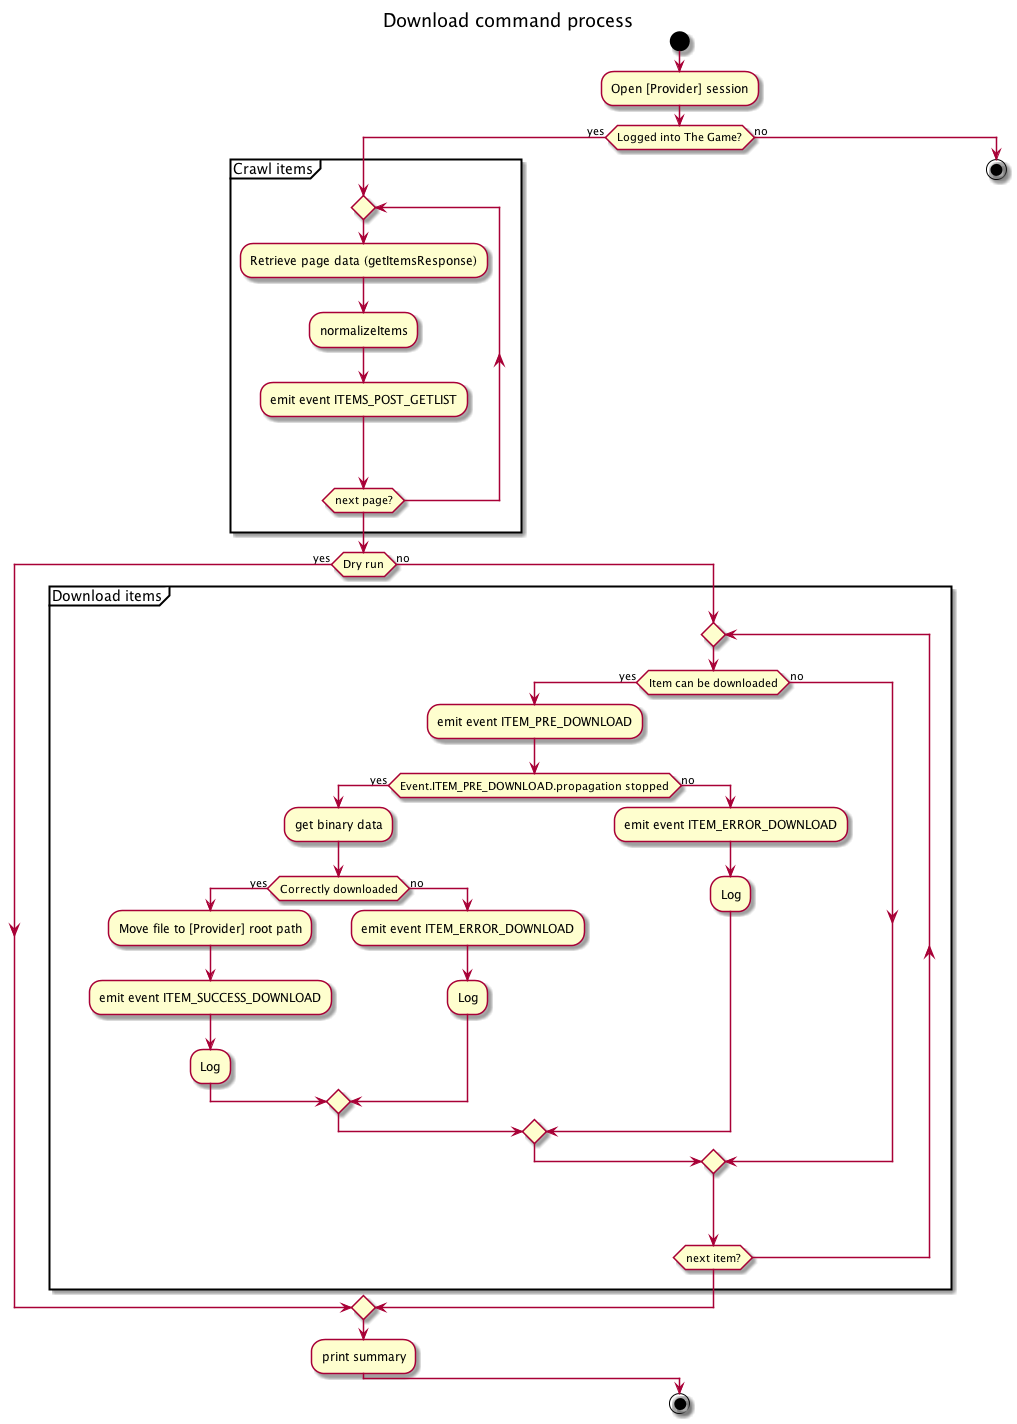 Download command process
Open [Provider] session
yes
Logged into The Game?
no
Crawl items
Retrieve page data (getItemsResponse)
normalizeItems
emit event ITEMS_POST_GETLIST
next page?
yes
Dry run
no
Download items
yes
Item can be downloaded
no
emit event ITEM_PRE_DOWNLOAD
yes
Event.ITEM_PRE_DOWNLOAD.propagation stopped
no
get binary data
emit event ITEM_ERROR_DOWNLOAD
yes
Correctly downloaded
no
Log
Move file to [Provider] root path
emit event ITEM_ERROR_DOWNLOAD
emit event ITEM_SUCCESS_DOWNLOAD
Log
Log
next item?
print summary